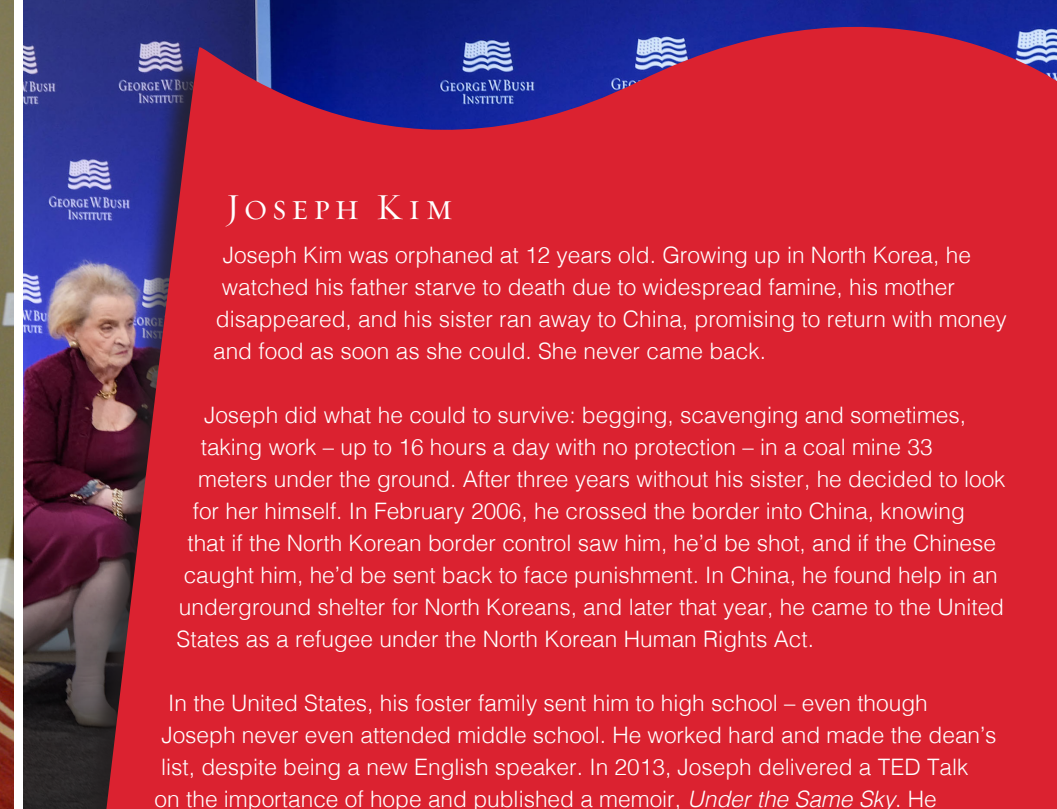 GEORGE W. BUSH
INSTITUTE
GEORGE W. BUSH
INSTITUTE
GEORGE W. BUSH
INSTITUTE
JOSEPH KIM
Joseph Kim was orphaned at 12 years old. Growing up in North Korea, he
watched his father starve to death due to widespread famine, his mother
disappeared, and his sister ran away to China, promising to return with money
and food as soon as she could. She never came back.
Joseph did what he could to survive: begging, scavenging and sometimes,
taking work – up to 16 hours a day with no protection – in a coal mine 33
meters under the ground. After three years without his sister, he decided to look
for her himself. In February 2006, he crossed the border into China, knowing
that if the North Korean border control saw him, he’d be shot, and if the Chinese
caught him, he’d be sent back to face punishment. In China, he found help in an
underground shelter for North Koreans, and later that year, he came to the United
States as a refugee under the North Korean Human Rights Act.
In the United States, his foster family sent him to high school – even though
Joseph never even attended middle school. He worked hard and made the dean’s
list, despite being a new English speaker. In 2013, Joseph delivered a TED Talk
on the importance of hope and published a memoir, Under the Same Sky. He